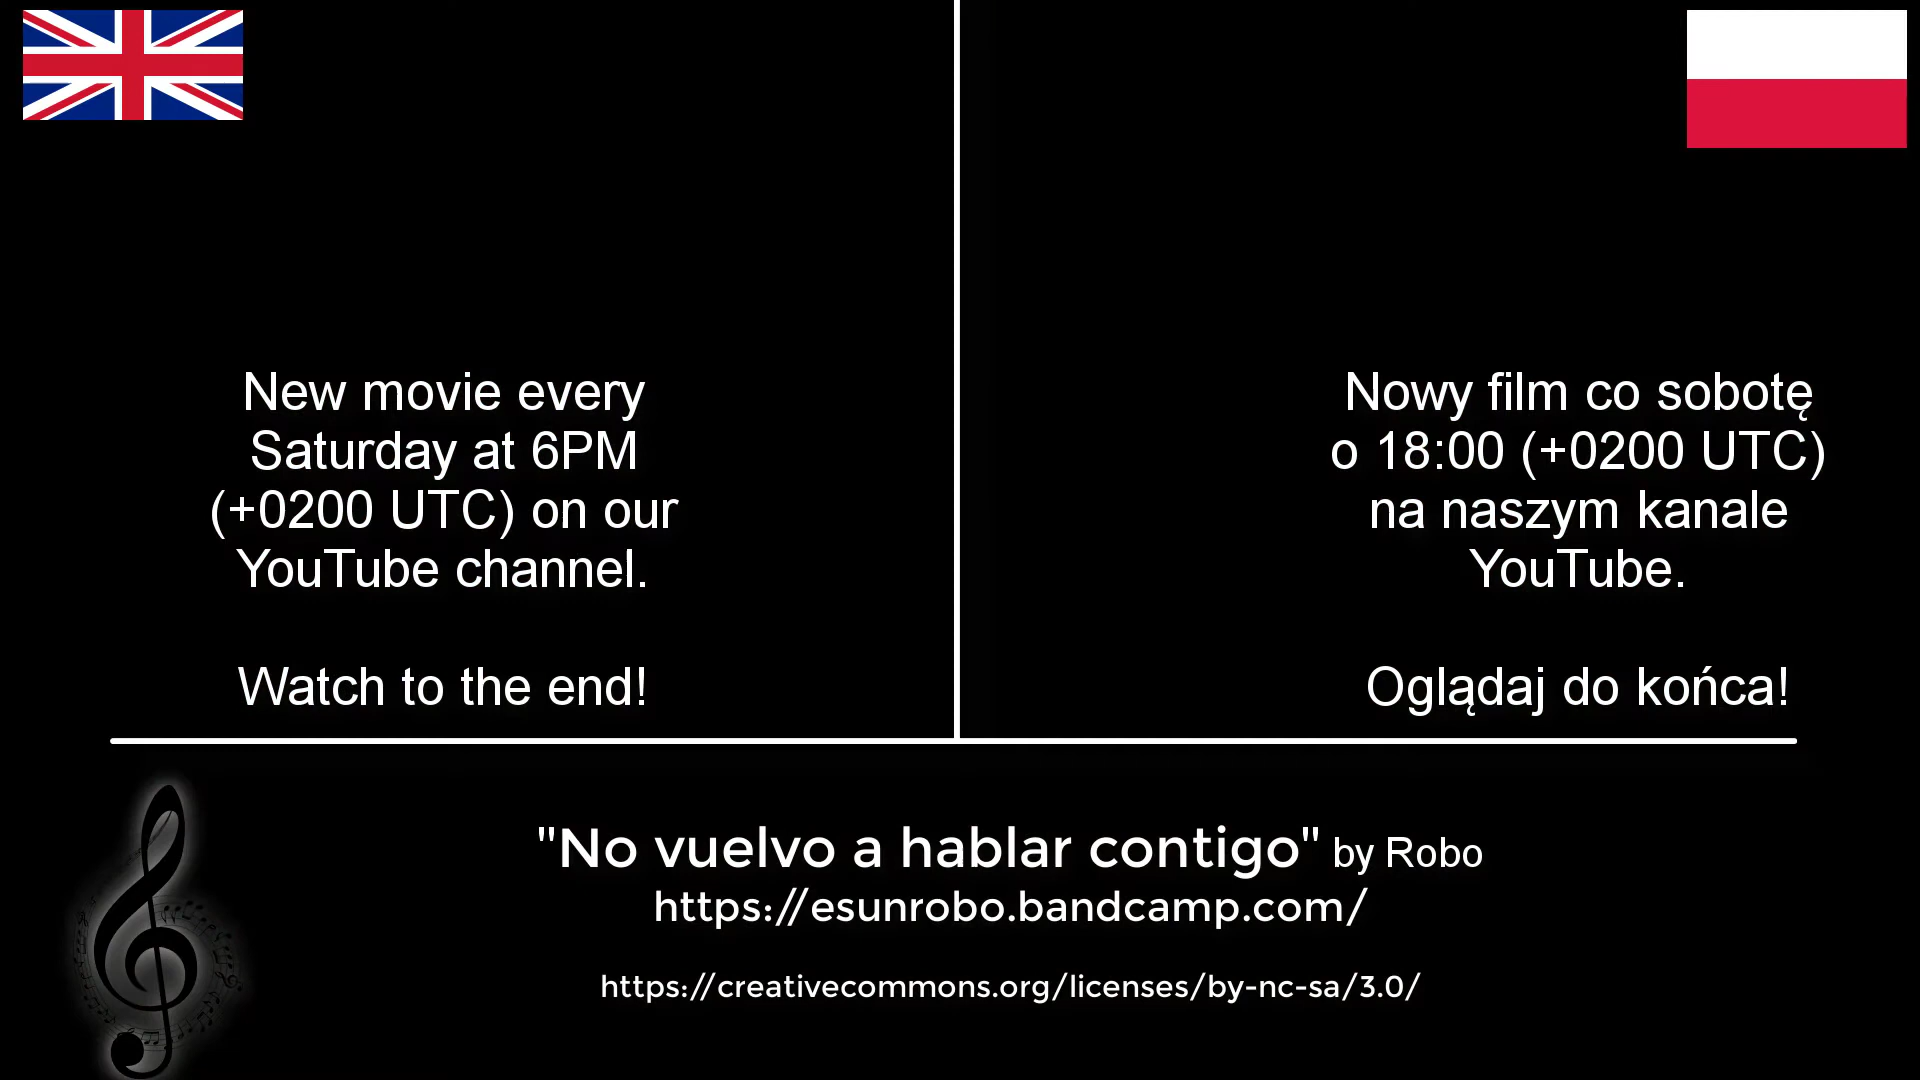 New movie every
Saturday at 6PM
(+0200 UTC) on our
YouTube channel.
Watch to the end!
Nowy film co sobotę
o 18:00 (+0200 UTC)
na naszym kanale
YouTube.
Oglądaj do końca!
"No vuelvo a hablar contigo" by Robo
https://esunrobo.bandcamp.com/
https://creativecommons.org/licenses/by-nc-sa/3.0/